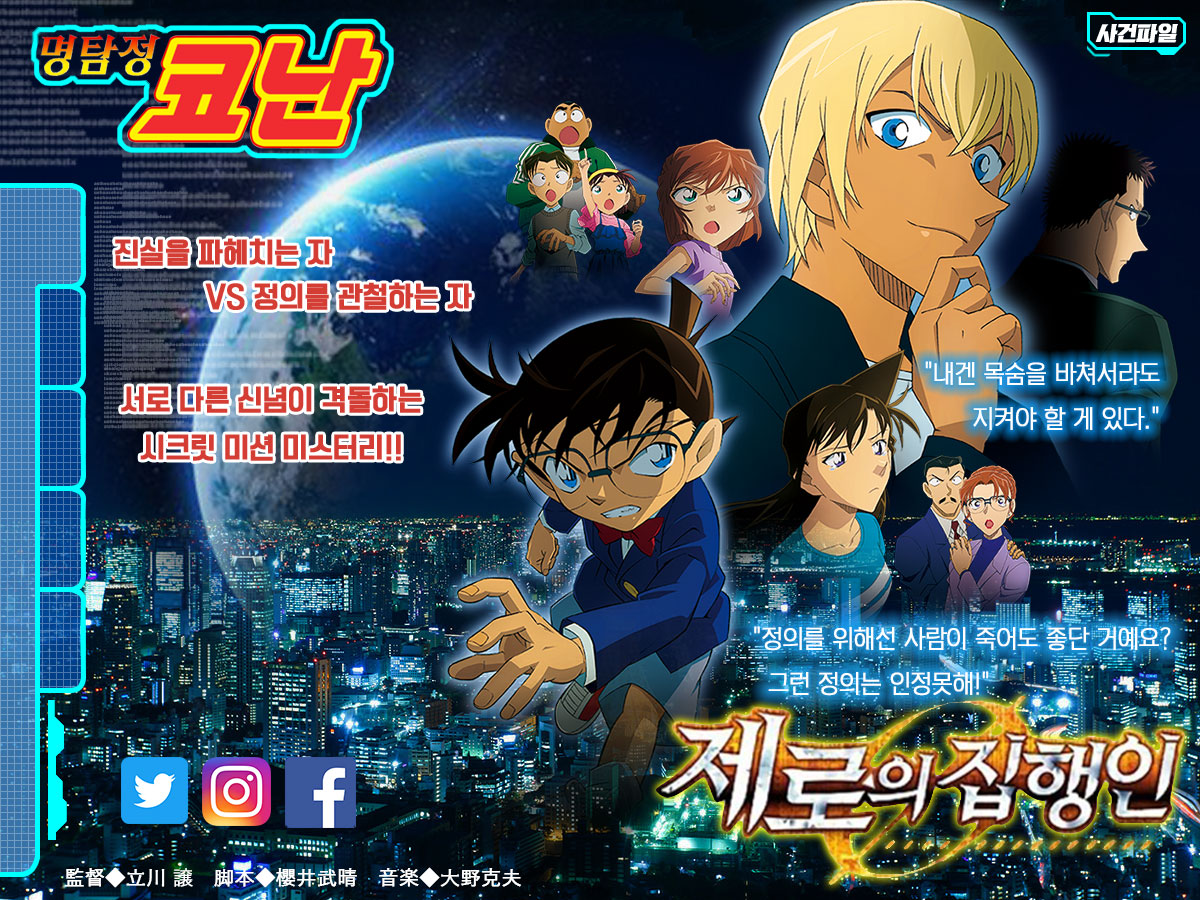 명탐정
코난
사건파일
진실을 파헤치는 자
VS 정의를 관철하는 자
서로 다른 신념이 격돌하는
시크릿 미션 미스터리!!
"내겐 목숨을 바쳐서라도
지켜야 할 게 있다."
"정의를 위해선 사람이 죽어도 좋단 거예요?
그런 정의는 인정못해!"
제로의 집행인
監督◆立川 譲 脚本◆櫻井武晴 音楽◆大野克夫